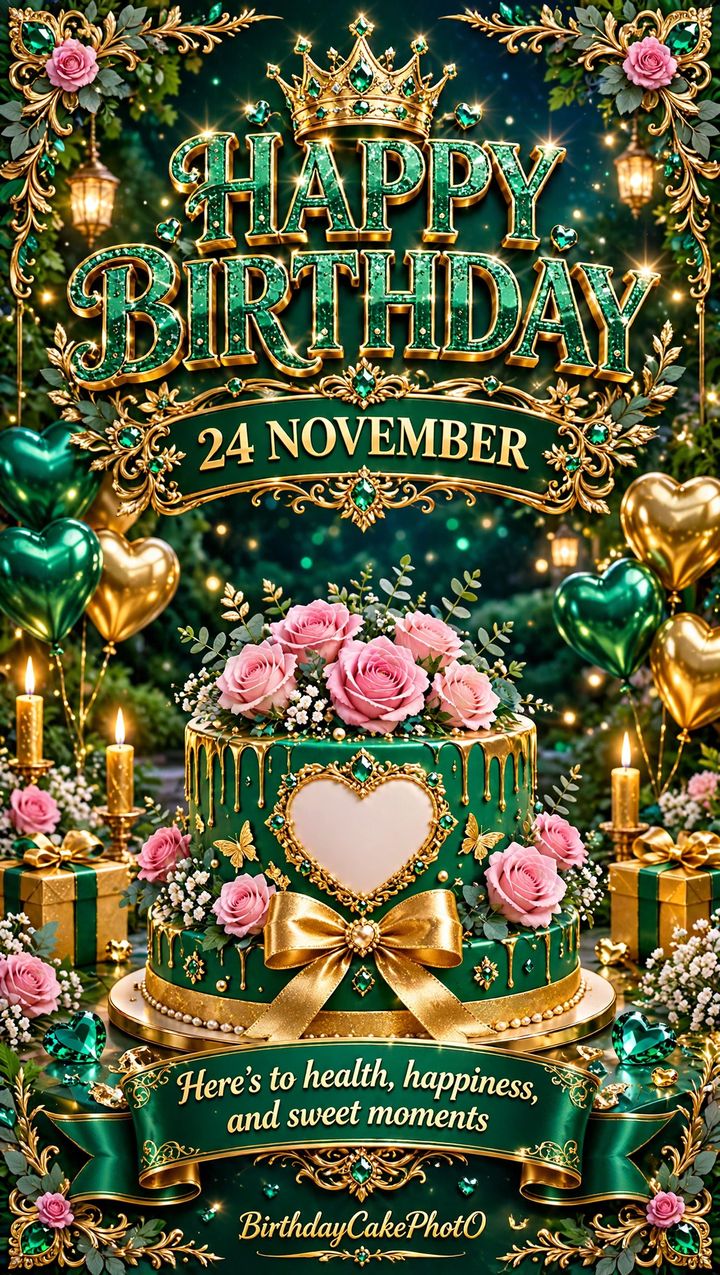 HAPPY
BIRTHDAY
24 NOVEMBER
Here's to health, happiness,
and sweet moments
BirthdayCakePhotO